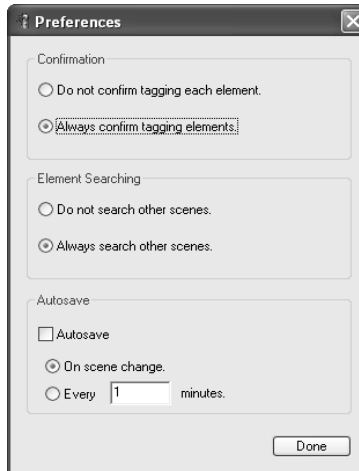 Preferences
Confirmation
Do not confirm tagging each element.
Always confirm tagging elements.
Element Searching
Do not search other scenes.
Always search other scenes.
Autosave
Autosave
On scene change.
Every 1 minutes.
Done